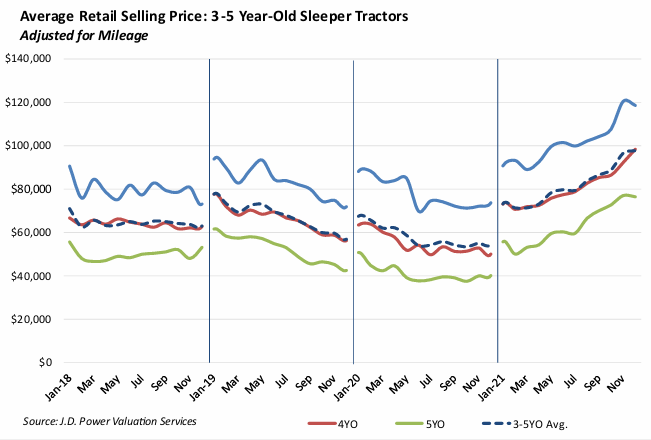 Average Retail Selling Price: 3-5 Year-Old Sleeper Tractors
Adjusted for Mileage
$140,000
$120,000
$100,000
$80,000
$60,000
$40,000
$20,000
$0
Jan-18 Mar May Jul Sep Nov Jan-19 Mar May Jul Sep Nov Jan-20 Mar May Jul Sep Nov Jan-21 Mar May Jul Sep Nov
Source: J.D. Power Valuation Services
4YO 5YO 3-5YO Avg.